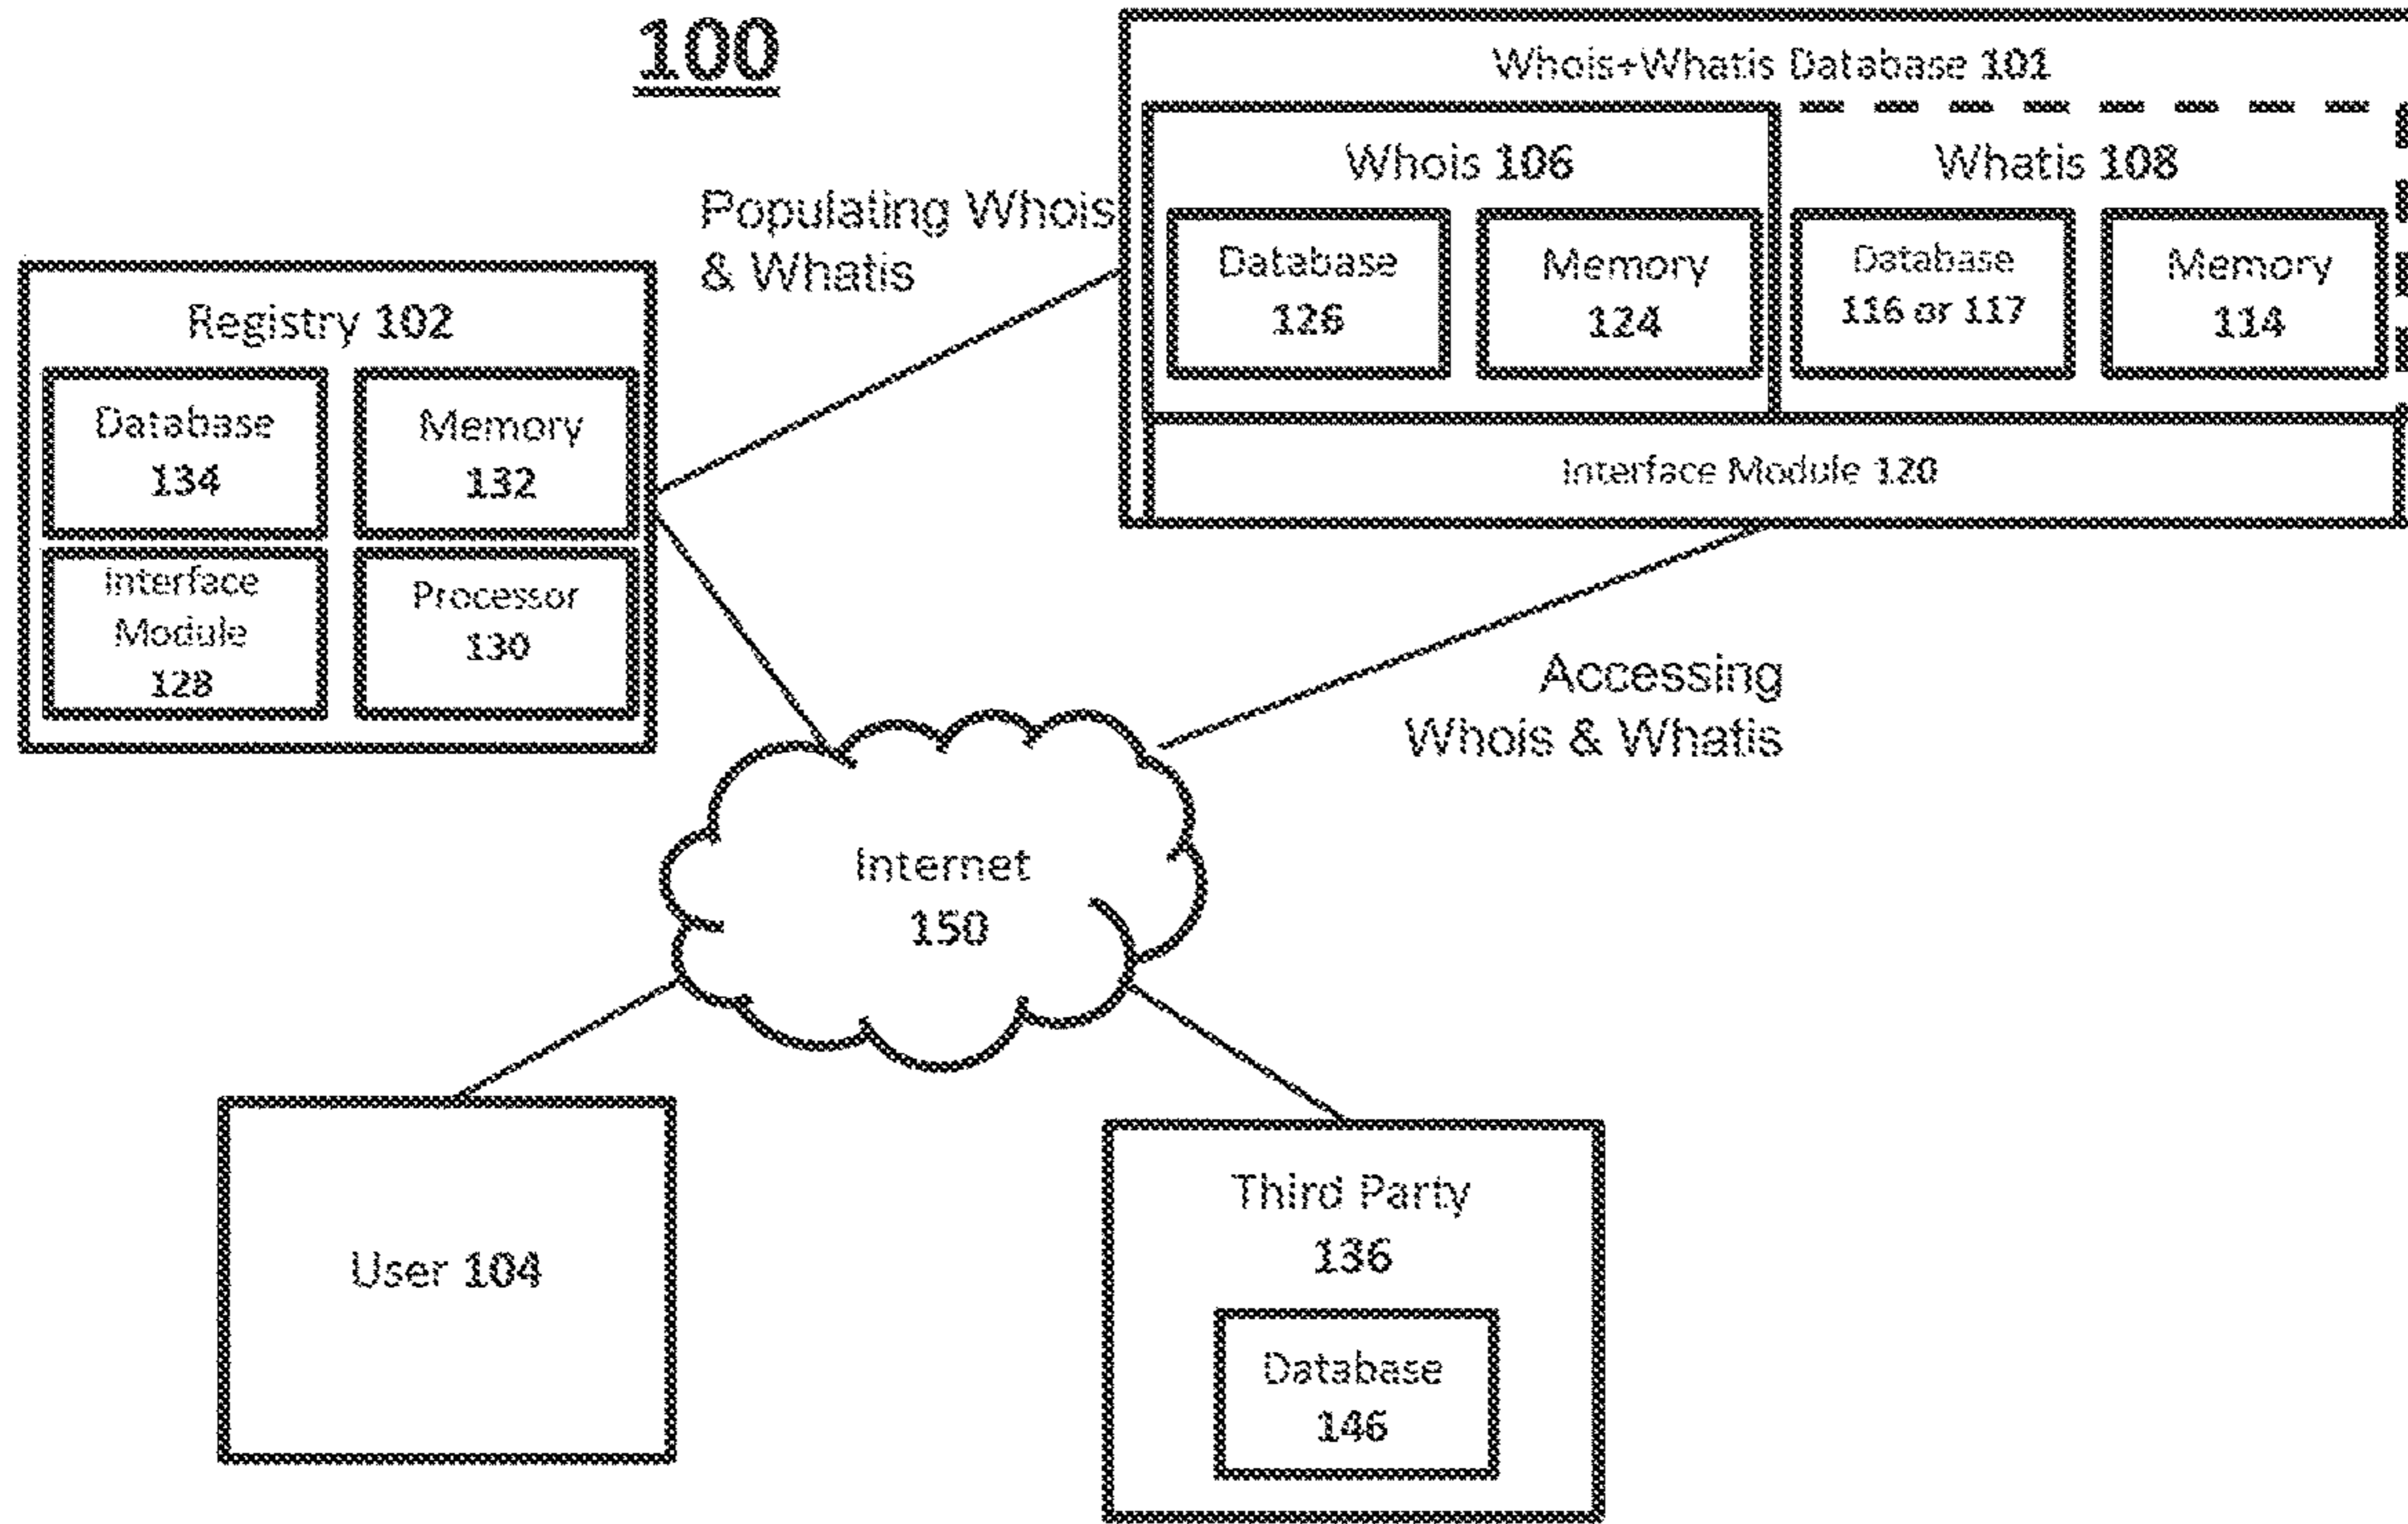 100
Whois+Whatis Database 101
Whois 106
Whatis 108
Database
126
Memory
124
Database
116 or 117
Memory
114
Interface Module 120
Populating Whois
& Whatis
Registry 102
Database
134
Memory
132
Interface
Module
128
Processor
130
Accessing
Whois & Whatis
Internet
150
User 104
Third Party
136
Database
146